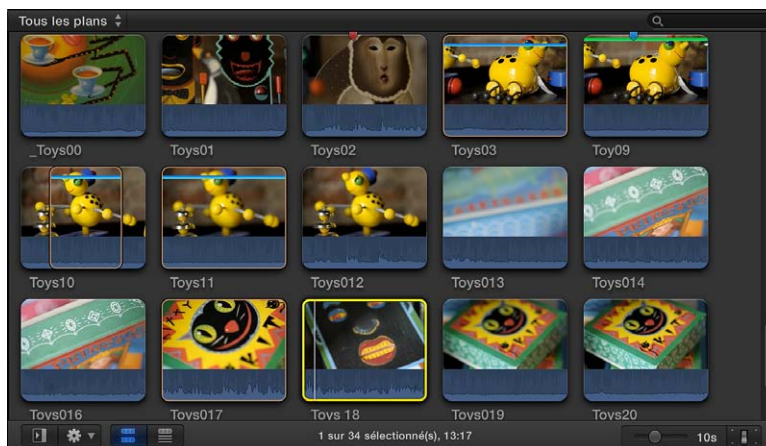 Tous les plans
_Toys00 Toys01 Toys02 Toys03 Toy09
Toys10 Toys11 Toys012 Toys013 Toys014
Toys016 Toys017 Toys 18 Toys019 Toys20
1 sur 34 sélectionné(s), 13:17 10s